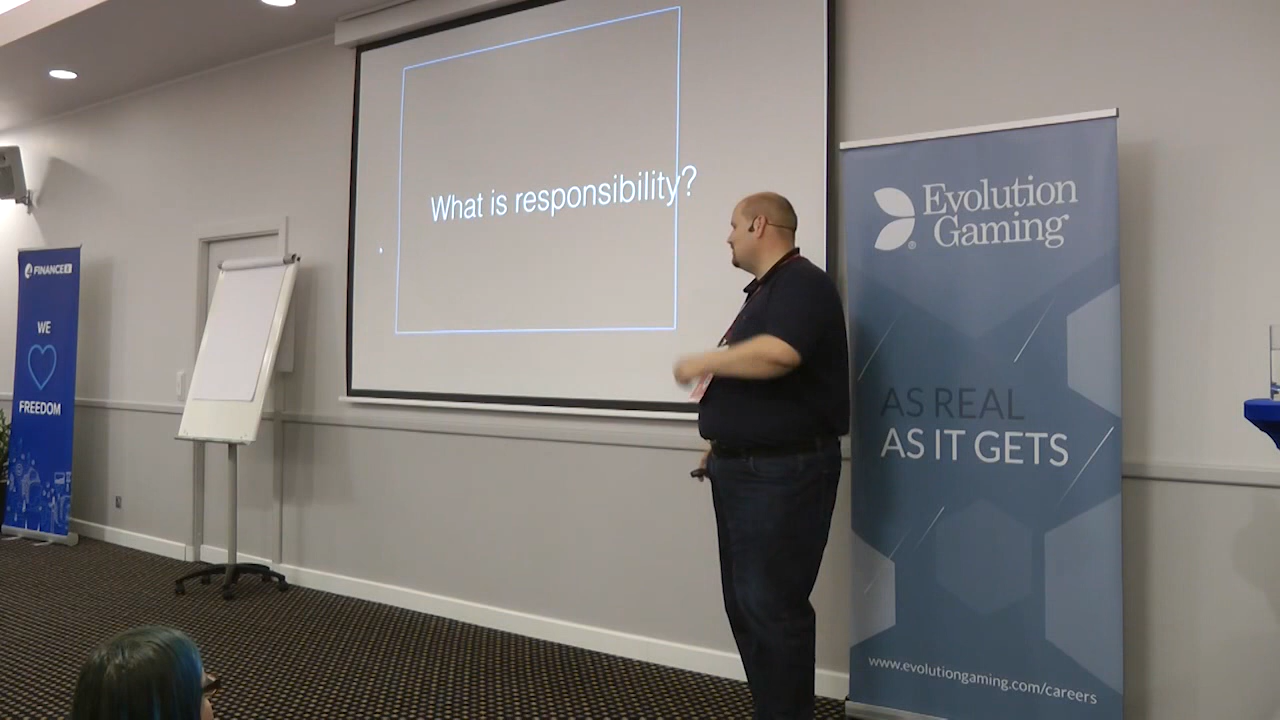 FINANCE
WE
FREEDOM
What is responsibility?
Evolution
Gaming
®
AS REAL
AS IT GETS
www.evolutiongaming.com/careers